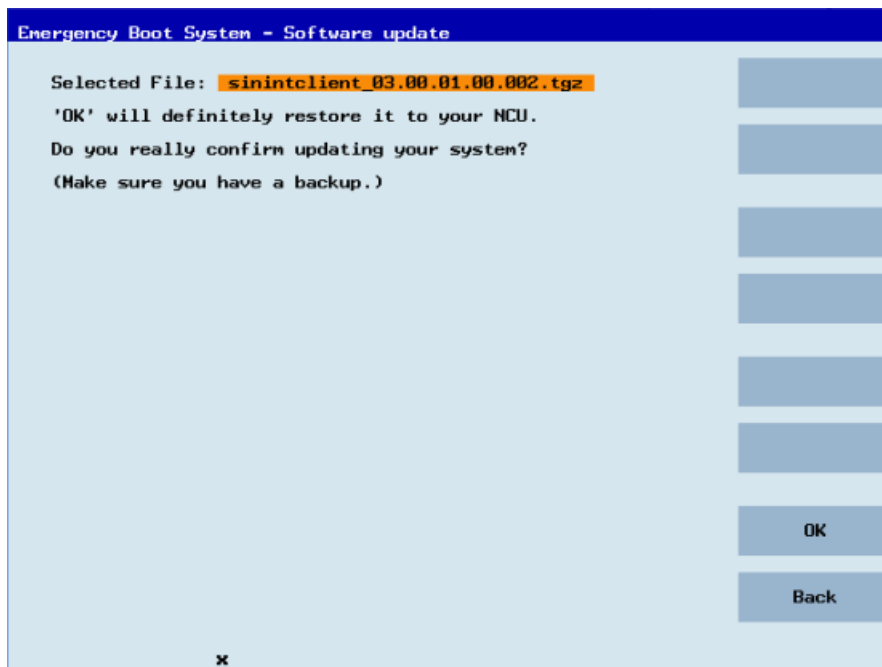 Emergency Boot System - Software update
Selected File: sinintclient_03.00.01.00.002.tgz
'OK' will definitely restore it to your NCU.
Do you really confirm updating your system?
(Make sure you have a backup.)
OK
Back
x